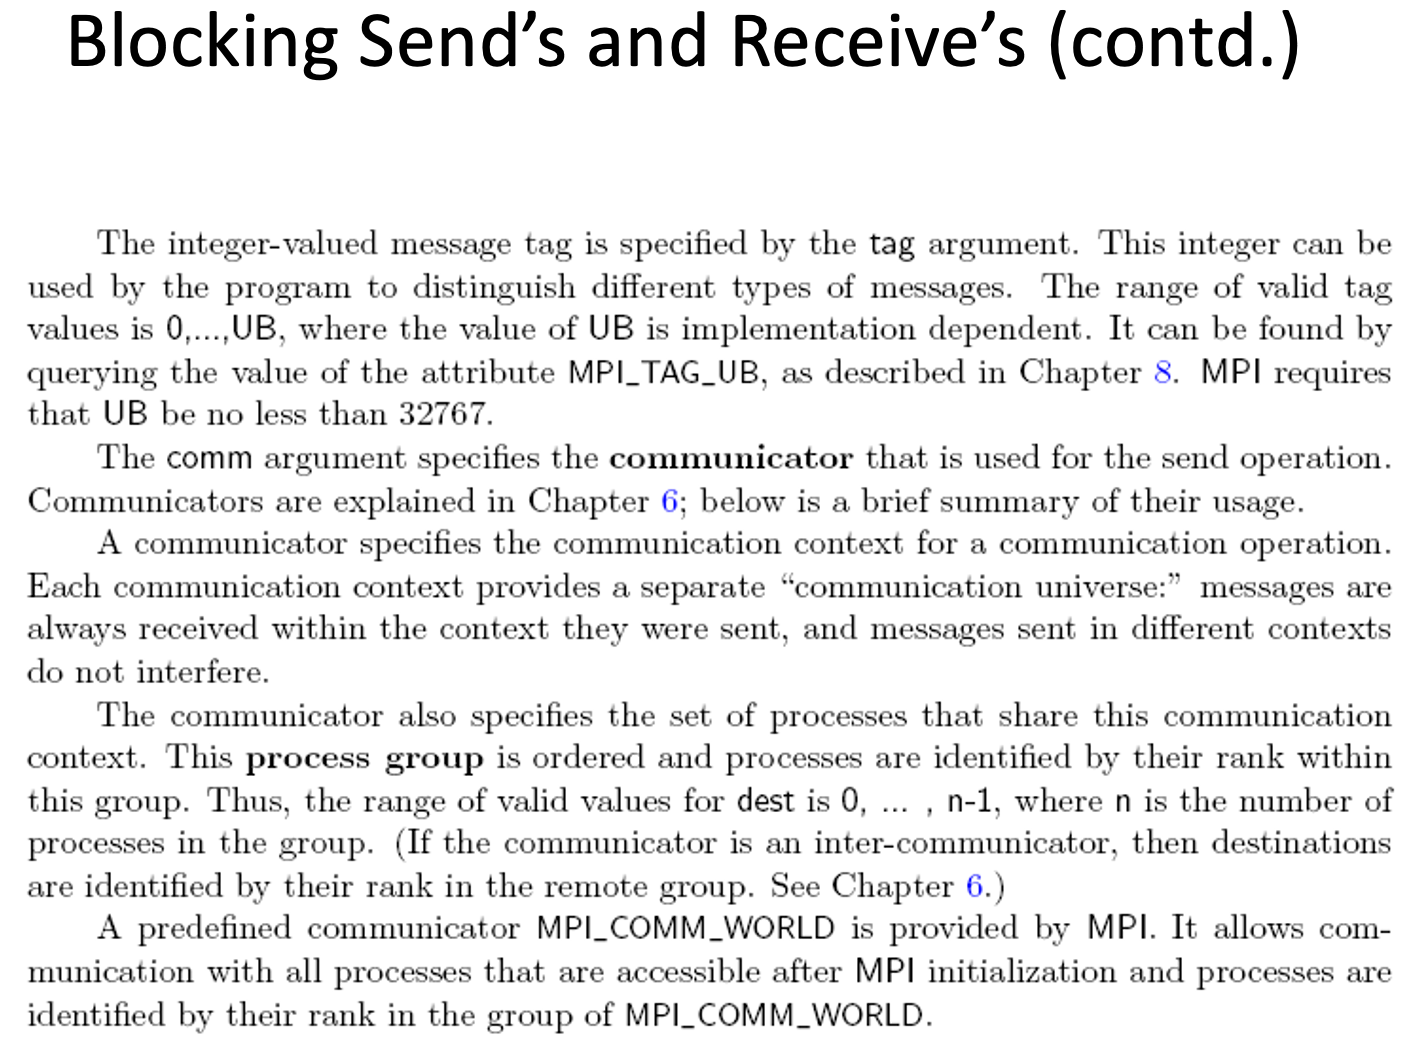 Blocking Send’s and Receive’s (contd.)
The integer-valued message tag is specified by the tag argument. This integer can be
used by the program to distinguish different types of messages. The range of valid tag
values is 0,...,UB, where the value of UB is implementation dependent. It can be found by
querying the value of the attribute MPI_TAG_UB, as described in Chapter 8. MPI requires
that UB be no less than 32767.
The comm argument specifies the communicator that is used for the send operation.
Communicators are explained in Chapter 6; below is a brief summary of their usage.
A communicator specifies the communication context for a communication operation.
Each communication context provides a separate “communication universe:” messages are
always received within the context they were sent, and messages sent in different contexts
do not interfere.
The communicator also specifies the set of processes that share this communication
context. This process group is ordered and processes are identified by their rank within
this group. Thus, the range of valid values for dest is 0, ... , n-1, where n is the number of
processes in the group. (If the communicator is an inter-communicator, then destinations
are identified by their rank in the remote group. See Chapter 6.)
A predefined communicator MPI_COMM_WORLD is provided by MPI. It allows com-
munication with all processes that are accessible after MPI initialization and processes are
identified by their rank in the group of MPI_COMM_WORLD.